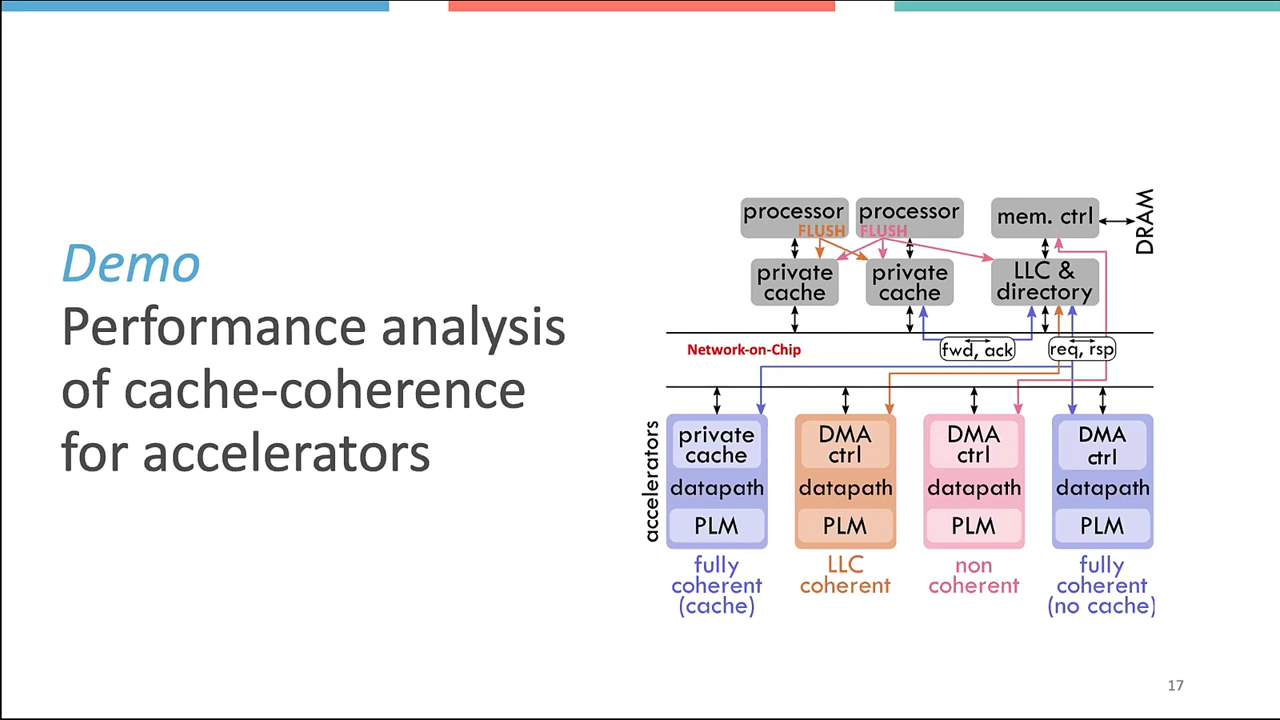 Demo
Performance analysis
of cache-coherence
for accelerators
processor
FLUSH
processor
FLUSH
mem. ctrl
DRAM
private
cache
private
cache
LLC &
directory
Network-on-Chip
fwd, ack
req, rsp
accelerators
private
cache
datapath
PLM
fully
coherent
(cache)
DMA
ctrl
datapath
PLM
LLC
coherent
DMA
ctrl
datapath
PLM
non
coherent
DMA
ctrl
datapath
PLM
fully
coherent
(no cache)
17